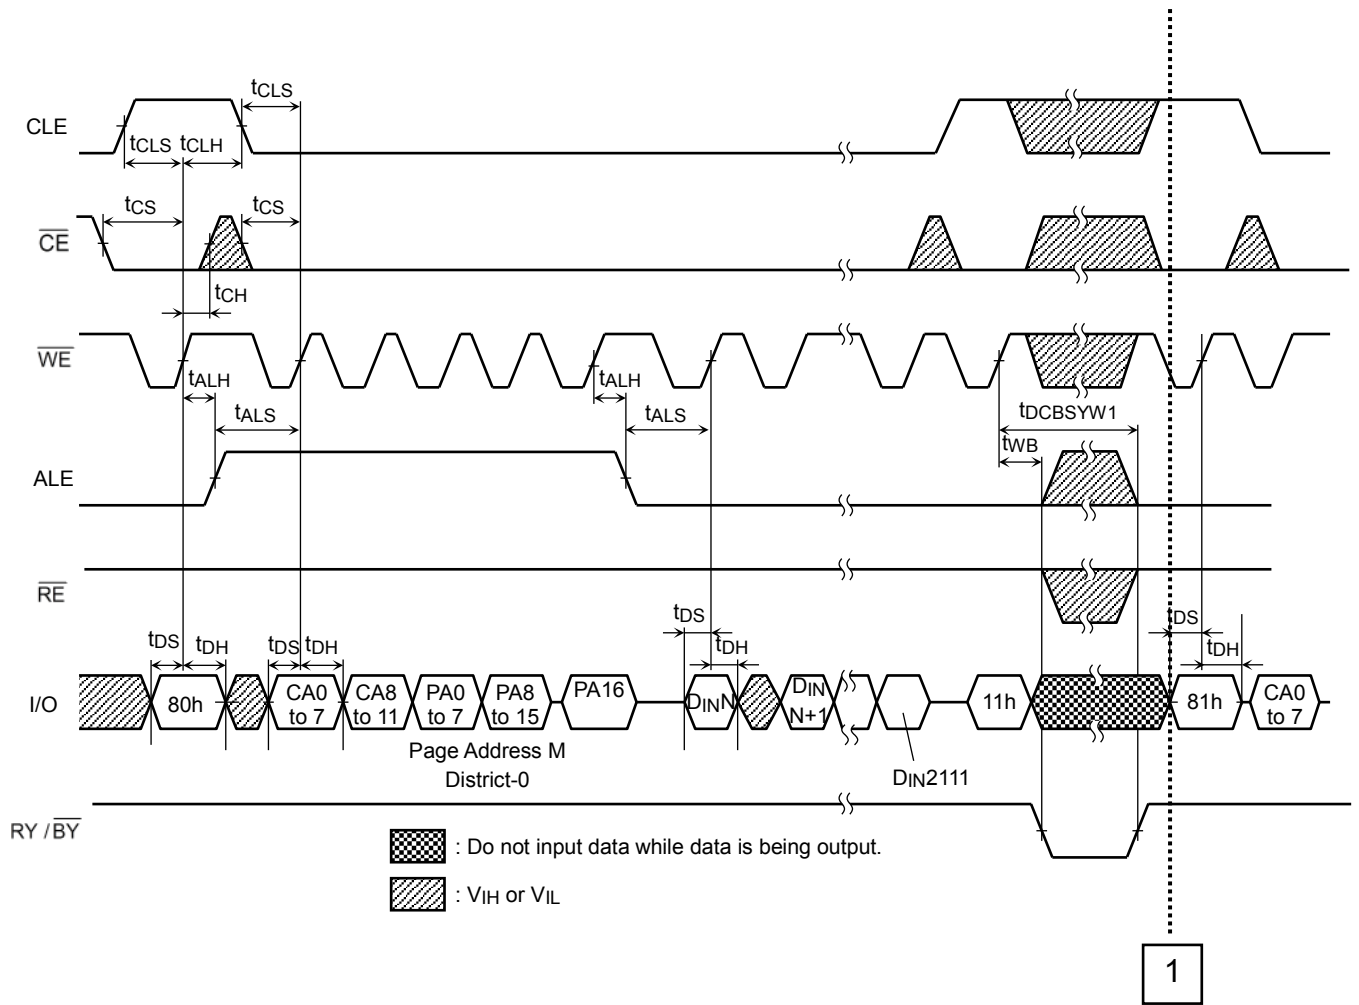 tCLS
CLE
tCLS
tCLH
tCS
tCS
CE
tCH
WE
tALH
tALH
tALS
tALS
tDCBSYW1
tWB
ALE
RE
tDS
tDH
tDS
tDH
tDS
tDH
tDS
tDH
I/O
80h
CA0
to 7
CA8
to 11
PA0
to 7
PA8
to 15
PA16
DINN
DIN
N+1
11h
81h
CA0
to 7
Page Address M
District-0
DIN2111
RY /BY
: Do not input data while data is being output.
: VIH or VIL
1